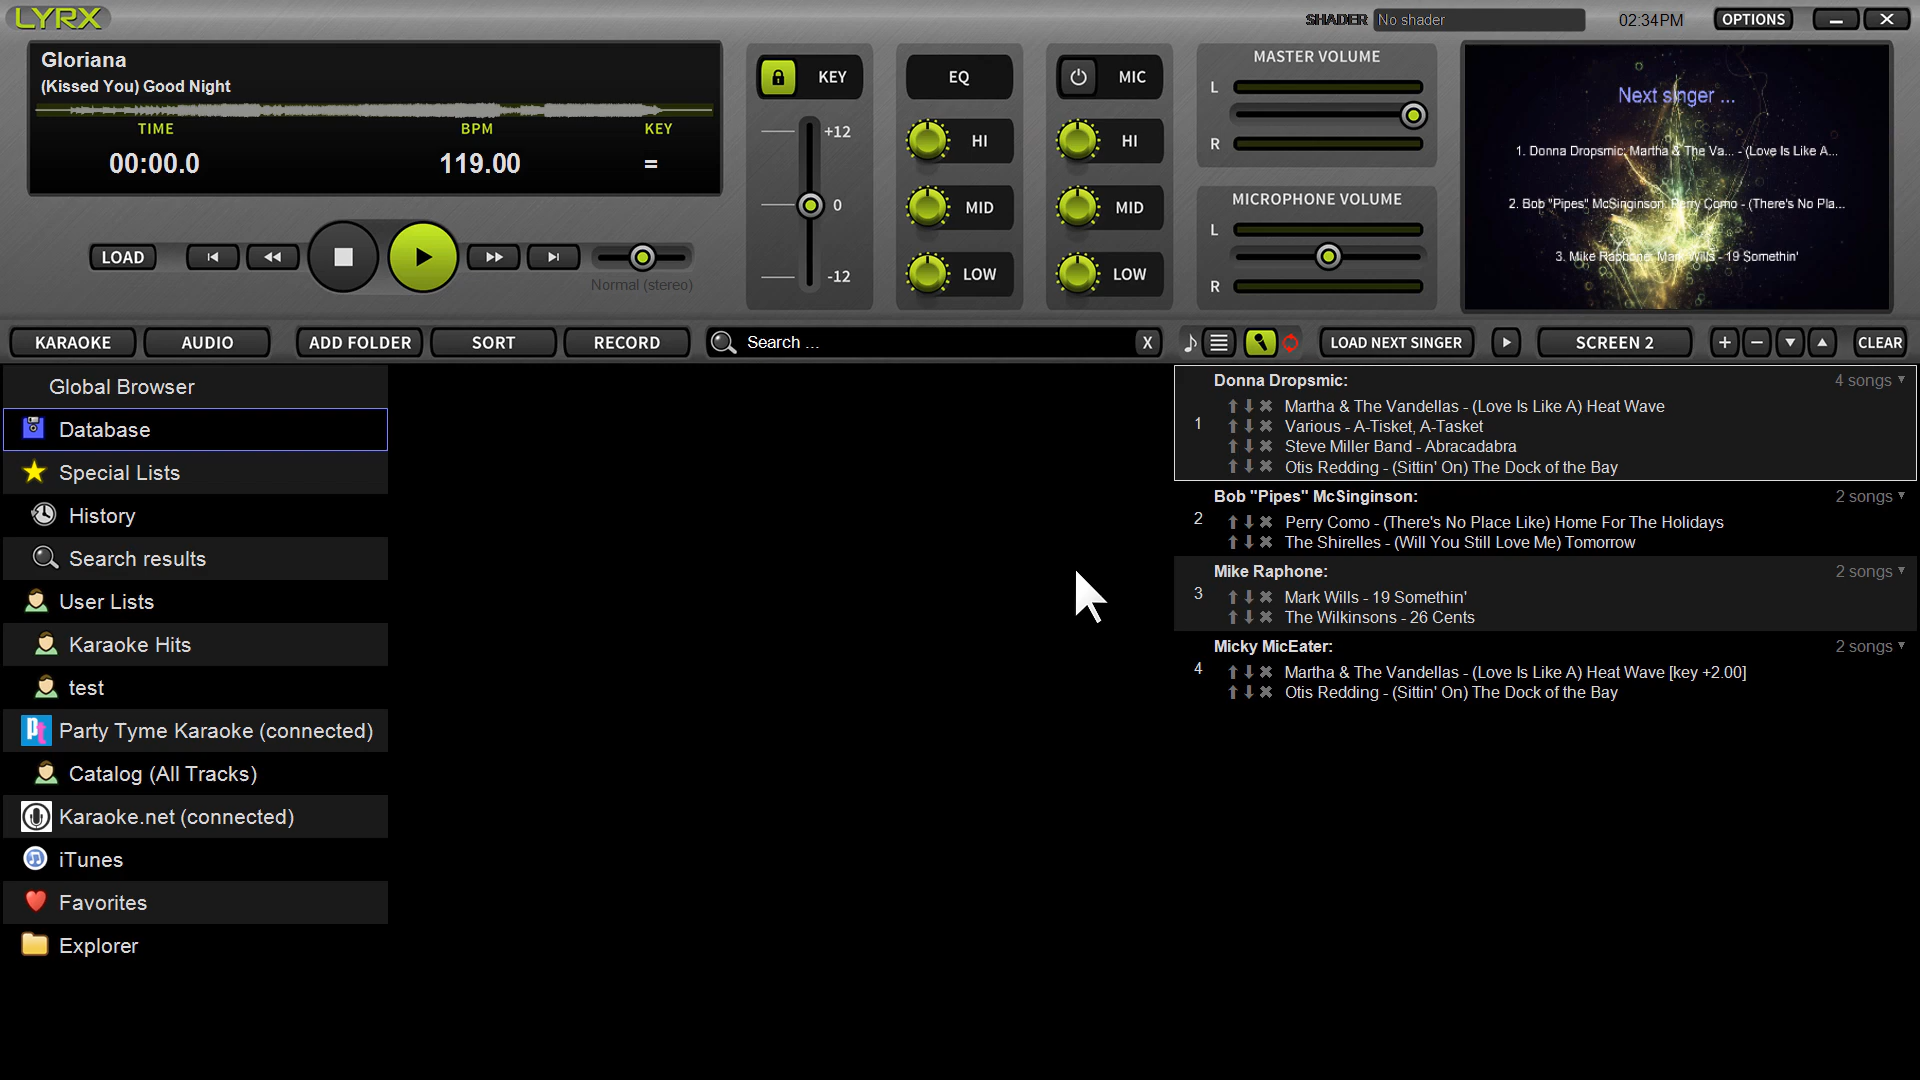 LYRX
SHADER No shader 02:34PM OPTIONS
Gloriana
(Kissed You) Good Night
TIME BPM KEY
00:00.0 119.00 =
LOAD
Normal (stereo)
KEY
+12
0
-12
EQ
HI
MID
LOW
MIC
HI
MID
LOW
MASTER VOLUME
L
R
MICROPHONE VOLUME
L
R
Next singer ...
1. Donna Dropsmic: Martha & The Va... - (Love Is Like A...
2. Bob "Pipes" McSinginson: Perry Como - (There's No Pla...
3. Mike Raphone: Mark Wills - 19 Somethin'
KARAOKE AUDIO ADD FOLDER SORT RECORD Search ... X LOAD NEXT SINGER SCREEN 2 + − CLEAR
Global Browser
Database
Special Lists
History
Search results
User Lists
Karaoke Hits
test
Pt Party Tyme Karaoke (connected)
Catalog (All Tracks)
Karaoke.net (connected)
iTunes
Favorites
Explorer
Donna Dropsmic: 4 songs
1
Martha & The Vandellas - (Love Is Like A) Heat Wave
Various - A-Tisket, A-Tasket
Steve Miller Band - Abracadabra
Otis Redding - (Sittin' On) The Dock of the Bay
Bob "Pipes" McSinginson: 2 songs
2
Perry Como - (There's No Place Like) Home For The Holidays
The Shirelles - (Will You Still Love Me) Tomorrow
Mike Raphone: 2 songs
3
Mark Wills - 19 Somethin'
The Wilkinsons - 26 Cents
Micky MicEater: 2 songs
4
Martha & The Vandellas - (Love Is Like A) Heat Wave [key +2.00]
Otis Redding - (Sittin' On) The Dock of the Bay